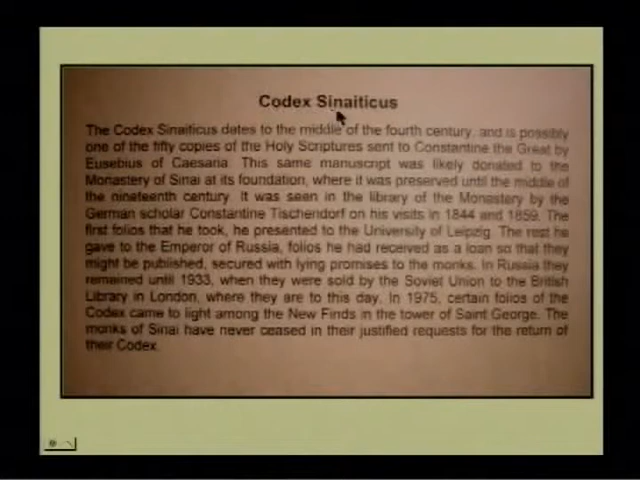 Codex Sinaiticus
The Codex Sinaiticus dates to the middle of the fourth century, and is possibly
one of the fifty copies of the Holy Scriptures sent to Constantine the Great by
Eusebius of Caesaria. This same manuscript was likely donated to the
Monastery of Sinai at its foundation, where it was preserved until the middle of
the nineteenth century. It was seen in the library of the Monastery by the
German scholar Constantine Tischendorf on his visits in 1844 and 1859. The
first folios that he took, he presented to the University of Leipzig. The rest he
gave to the Emperor of Russia, folios he had received as a loan so that they
might be published, secured with lying promises to the monks. In Russia they
remained until 1933, when they were sold by the Soviet Union to the British
Library in London, where they are to this day. In 1975, certain folios of the
Codex came to light among the New Finds in the tower of Saint George. The
monks of Sinai have never ceased in their justified requests for the return of
their Codex.